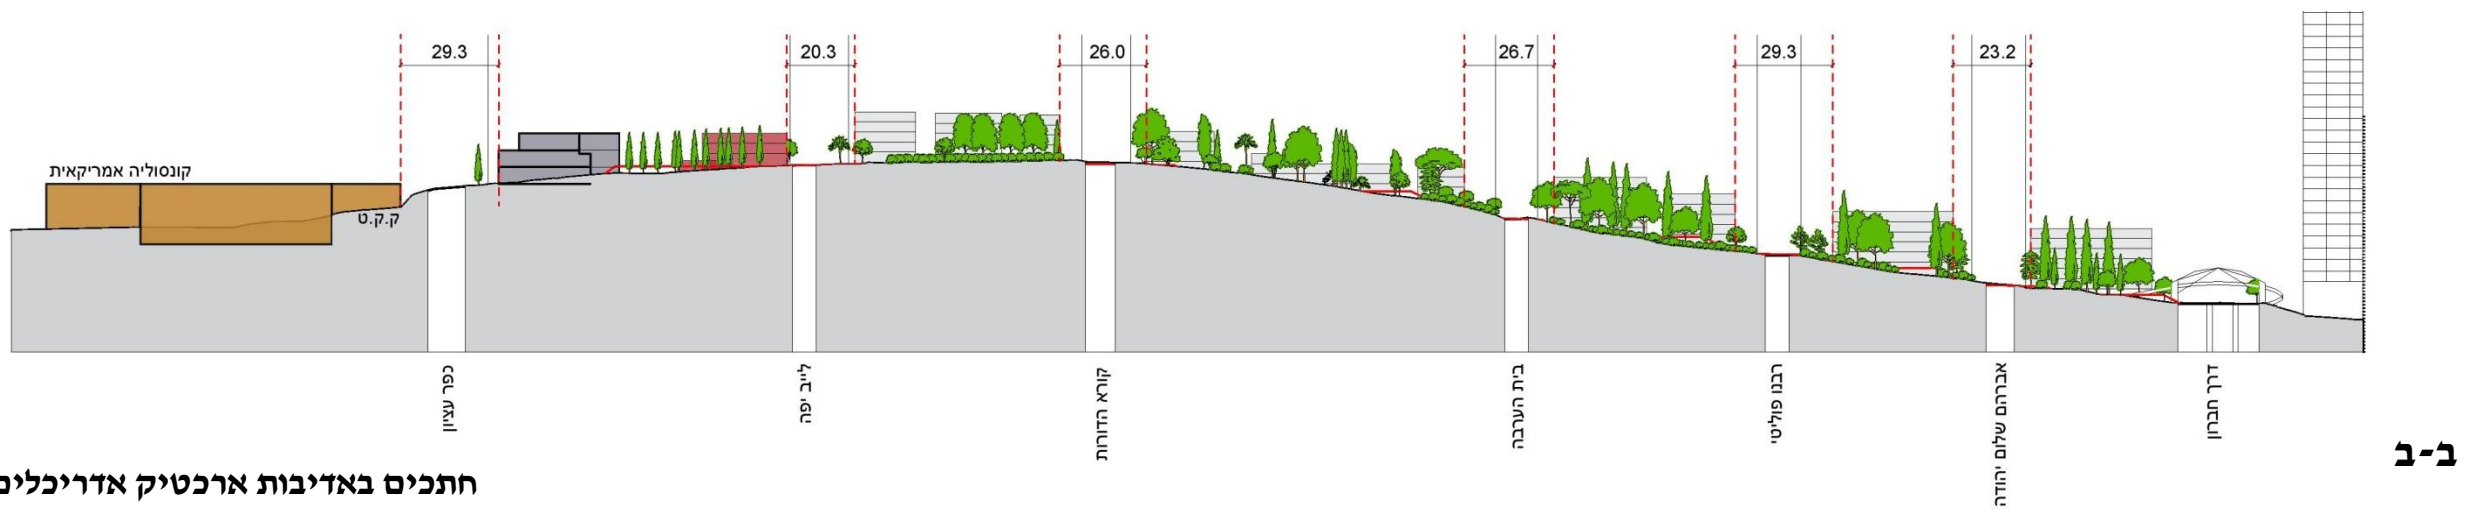 29.3
20.3
26.0
26.7
29.3
23.2
קונסוליה אמריקאית
ק.ק.ט
כפר עציון
לייב יפה
קורא הדורות
בית הערבה
רבנו פוליטי
אברהם שלום יהודה
דרך חברון
ב-ב
חתכים באדיבות ארכטיק אדריכלים